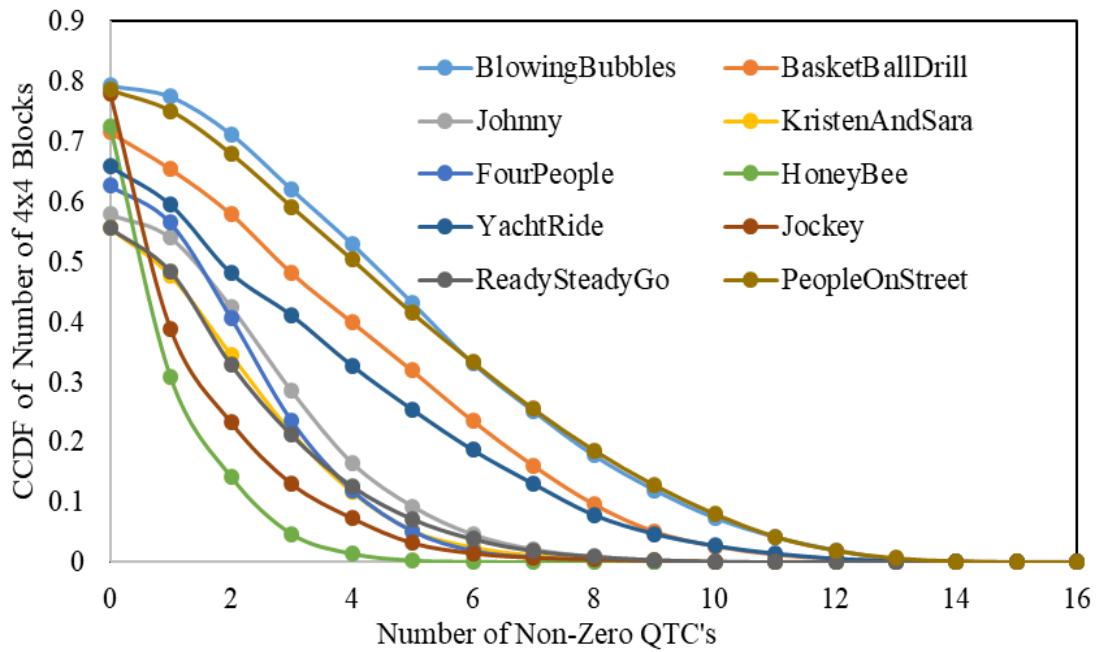 0.9
0.8
0.7
0.6
0.5
0.4
0.3
0.2
0.1
0
CCDF of Number of 4x4 Blocks
BlowingBubbles BasketBallDrill
Johnny KristenAndSara
FourPeople HoneyBee
YachtRide Jockey
ReadySteadyGo PeopleOnStreet
0 2 4 6 8 10 12 14 16
Number of Non-Zero QTC's